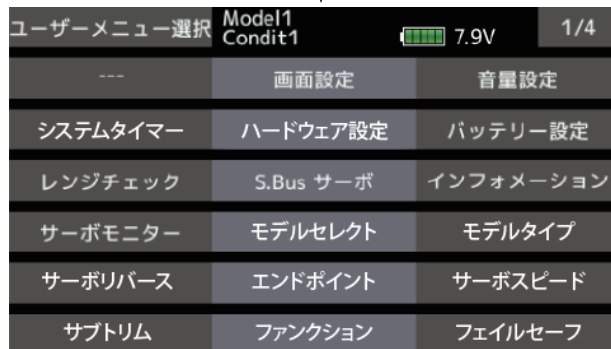 ユーザーメニュー選択 Model1 Condit1 7.9V 1/4
--- 画面設定 音量設定
システムタイマー ハードウェア設定 バッテリー設定
レンジチェック S.Bus サーボ インフォメーション
サーボモニター モデルセレクト モデルタイプ
サーボリバース エンドポイント サーボスピード
サブトリム ファンクション フェイルセーフ